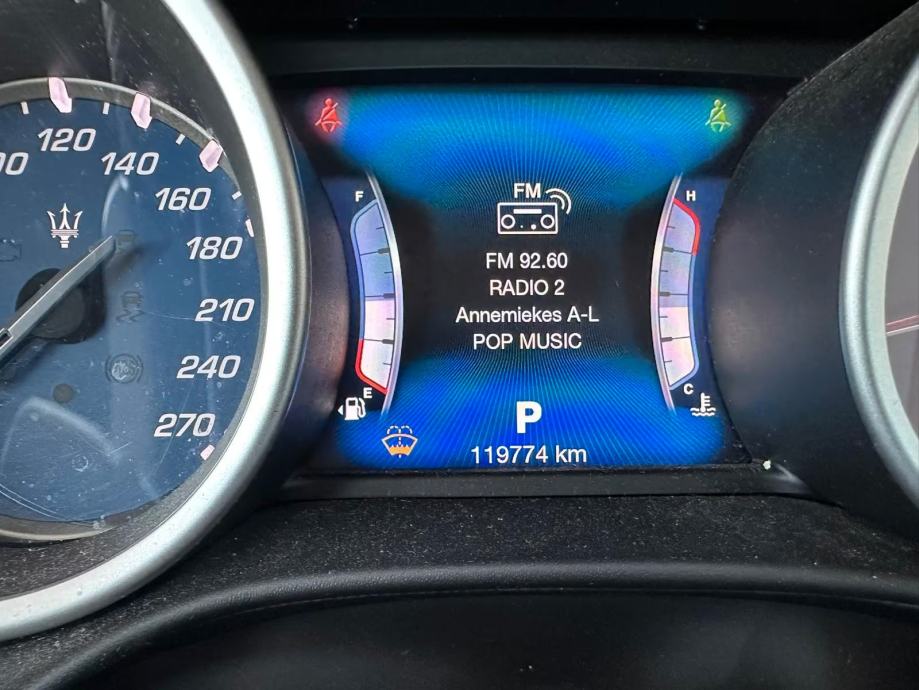 120
140
160
180
210
240
270
F
E
FM
FM 92.60
RADIO 2
Annemiekes A-L
POP MUSIC
H
C
P
119774 km